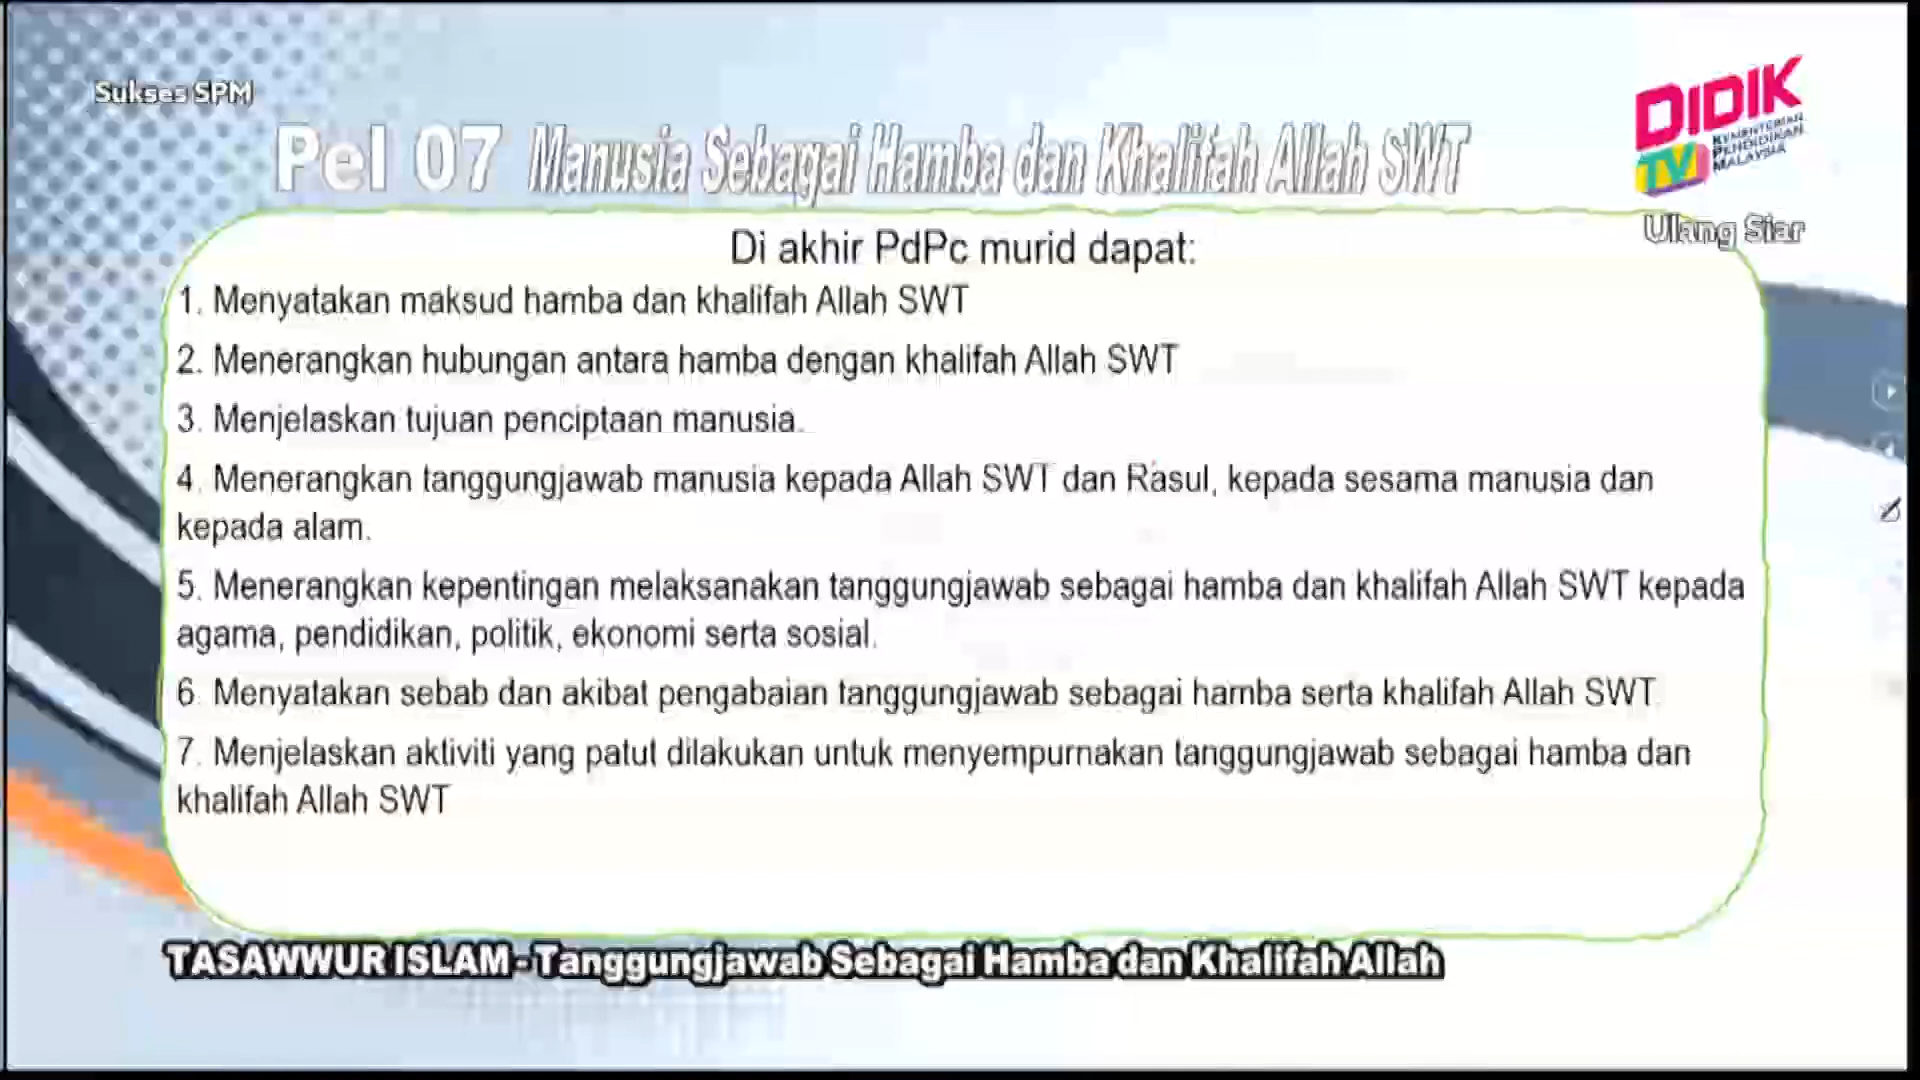 Sukses SPM
DIDIK
TV
KEMENTERIAN
PENDIDIKAN
MALAYSIA
Ulang Siar
Pel 07 Manusia Sebagai Hamba dan Khalifah Allah SWT
Di akhir PdPc murid dapat:
1. Menyatakan maksud hamba dan khalifah Allah SWT
2. Menerangkan hubungan antara hamba dengan khalifah Allah SWT
3. Menjelaskan tujuan penciptaan manusia.
4. Menerangkan tanggungjawab manusia kepada Allah SWT dan Rasul, kepada sesama manusia dan
kepada alam.
5. Menerangkan kepentingan melaksanakan tanggungjawab sebagai hamba dan khalifah Allah SWT kepada
agama, pendidikan, politik, ekonomi serta sosial.
6. Menyatakan sebab dan akibat pengabaian tanggungjawab sebagai hamba serta khalifah Allah SWT.
7. Menjelaskan aktiviti yang patut dilakukan untuk menyempurnakan tanggungjawab sebagai hamba dan
khalifah Allah SWT
TASAWWUR ISLAM - Tanggungjawab Sebagai Hamba dan Khalifah Allah